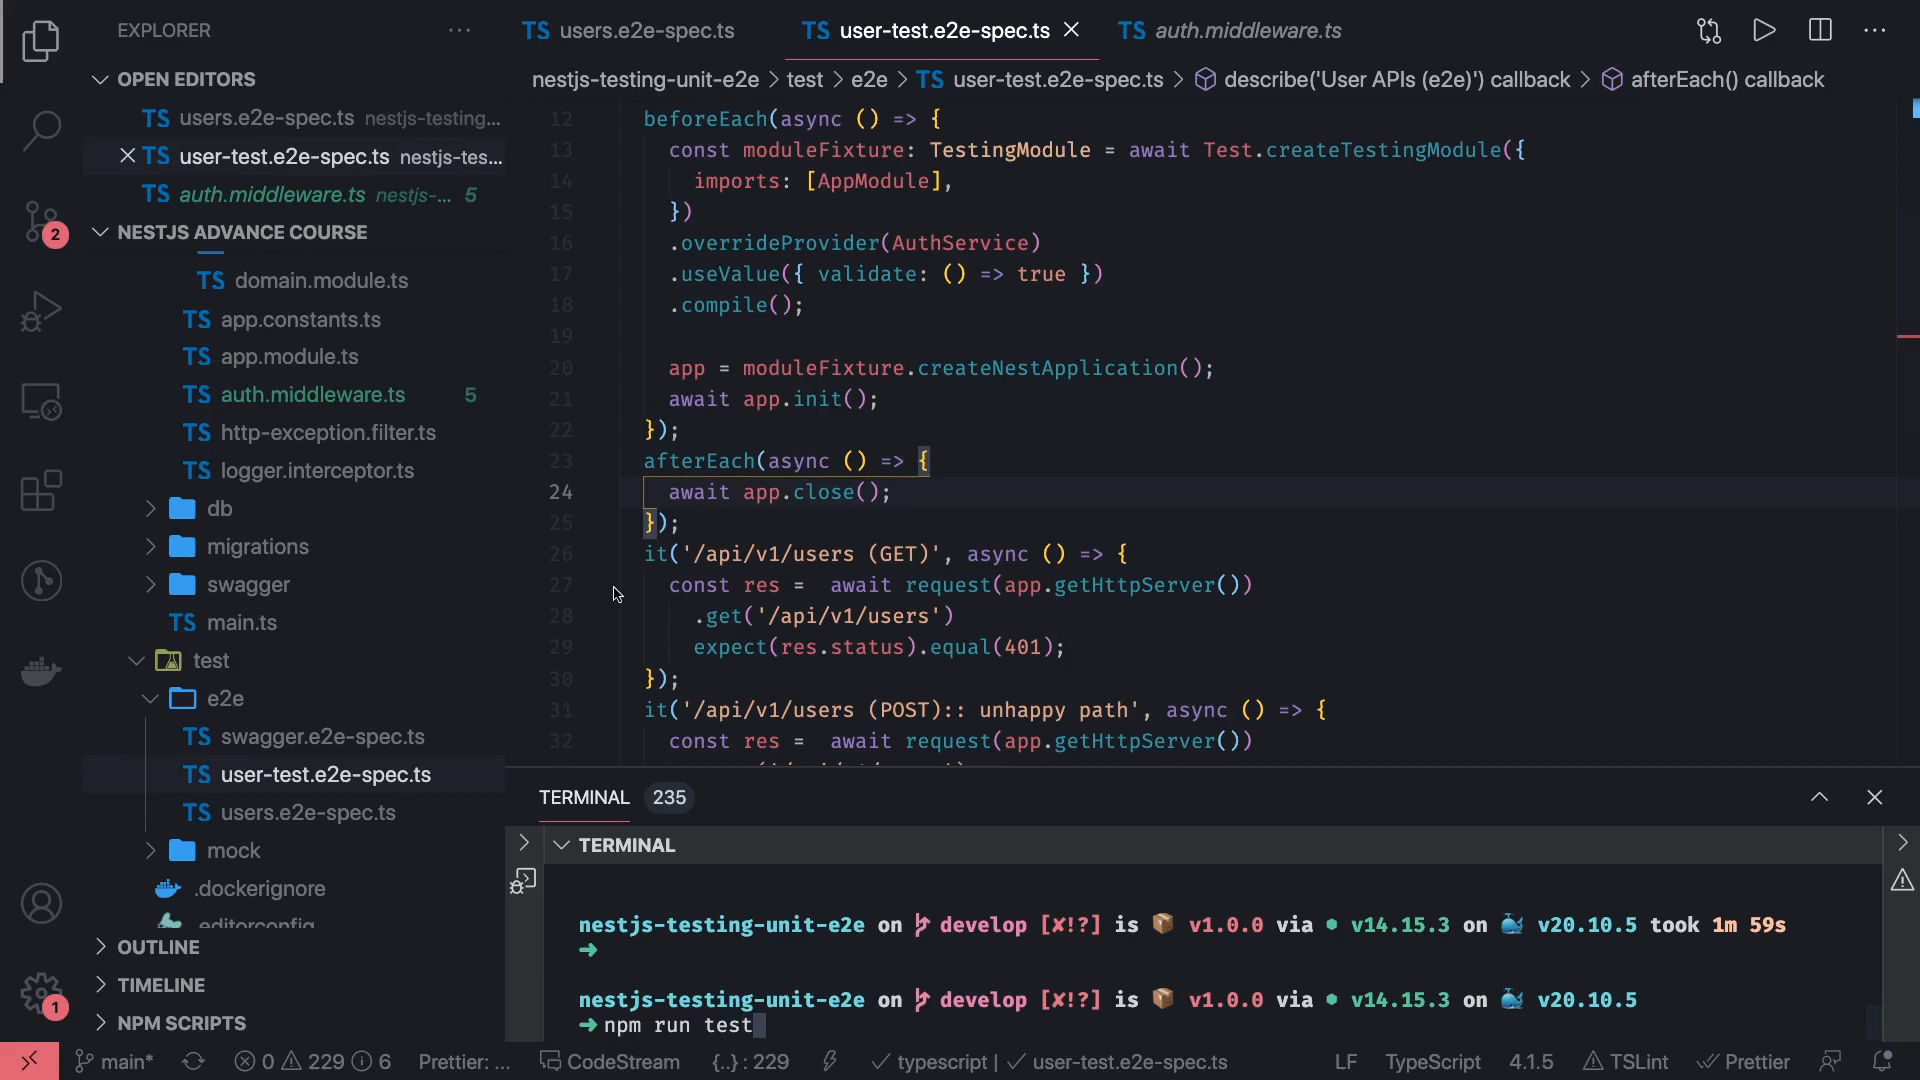 EXPLORER
OPEN EDITORS
TS users.e2e-spec.ts nestjs-testing...
TS user-test.e2e-spec.ts nestjs-tes...
TS auth.middleware.ts nestjs-... 5
2
NESTJS ADVANCE COURSE
TS domain.module.ts
TS app.constants.ts
TS app.module.ts
TS auth.middleware.ts 5
TS http-exception.filter.ts
TS logger.interceptor.ts
db
migrations
swagger
TS main.ts
test
e2e
TS swagger.e2e-spec.ts
TS user-test.e2e-spec.ts
TS users.e2e-spec.ts
mock
.dockerignore
.editorconfig
OUTLINE
TIMELINE
1
NPM SCRIPTS
TS users.e2e-spec.ts
TS user-test.e2e-spec.ts
TS auth.middleware.ts
nestjs-testing-unit-e2e > test > e2e > TS user-test.e2e-spec.ts > describe('User APIs (e2e)') callback > afterEach() callback
12 beforeEach(async () => {
13 const moduleFixture: TestingModule = await Test.createTestingModule({
14 imports: [AppModule],
15 })
16 .overrideProvider(AuthService)
17 .useValue({ validate: () => true })
18 .compile();
19
20 app = moduleFixture.createNestApplication();
21 await app.init();
22 });
23 afterEach(async () => {
24 await app.close();
25 });
26 it('/api/v1/users (GET)', async () => {
27 const res =  await request(app.getHttpServer())
28 .get('/api/v1/users')
29 expect(res.status).equal(401);
30 });
31 it('/api/v1/users (POST):: unhappy path', async () => {
32 const res =  await request(app.getHttpServer())
TERMINAL 235
TERMINAL
nestjs-testing-unit-e2e on develop [✘!?] is 📦 v1.0.0 via ⬢ v14.15.3 on 🐳 v20.10.5 took 1m 59s
➜
nestjs-testing-unit-e2e on develop [✘!?] is 📦 v1.0.0 via ⬢ v14.15.3 on 🐳 v20.10.5
➜ npm run test
main* 0 229 6 Prettier: ... CodeStream {..} : 229 typescript | user-test.e2e-spec.ts LF TypeScript 4.1.5 TSLint Prettier